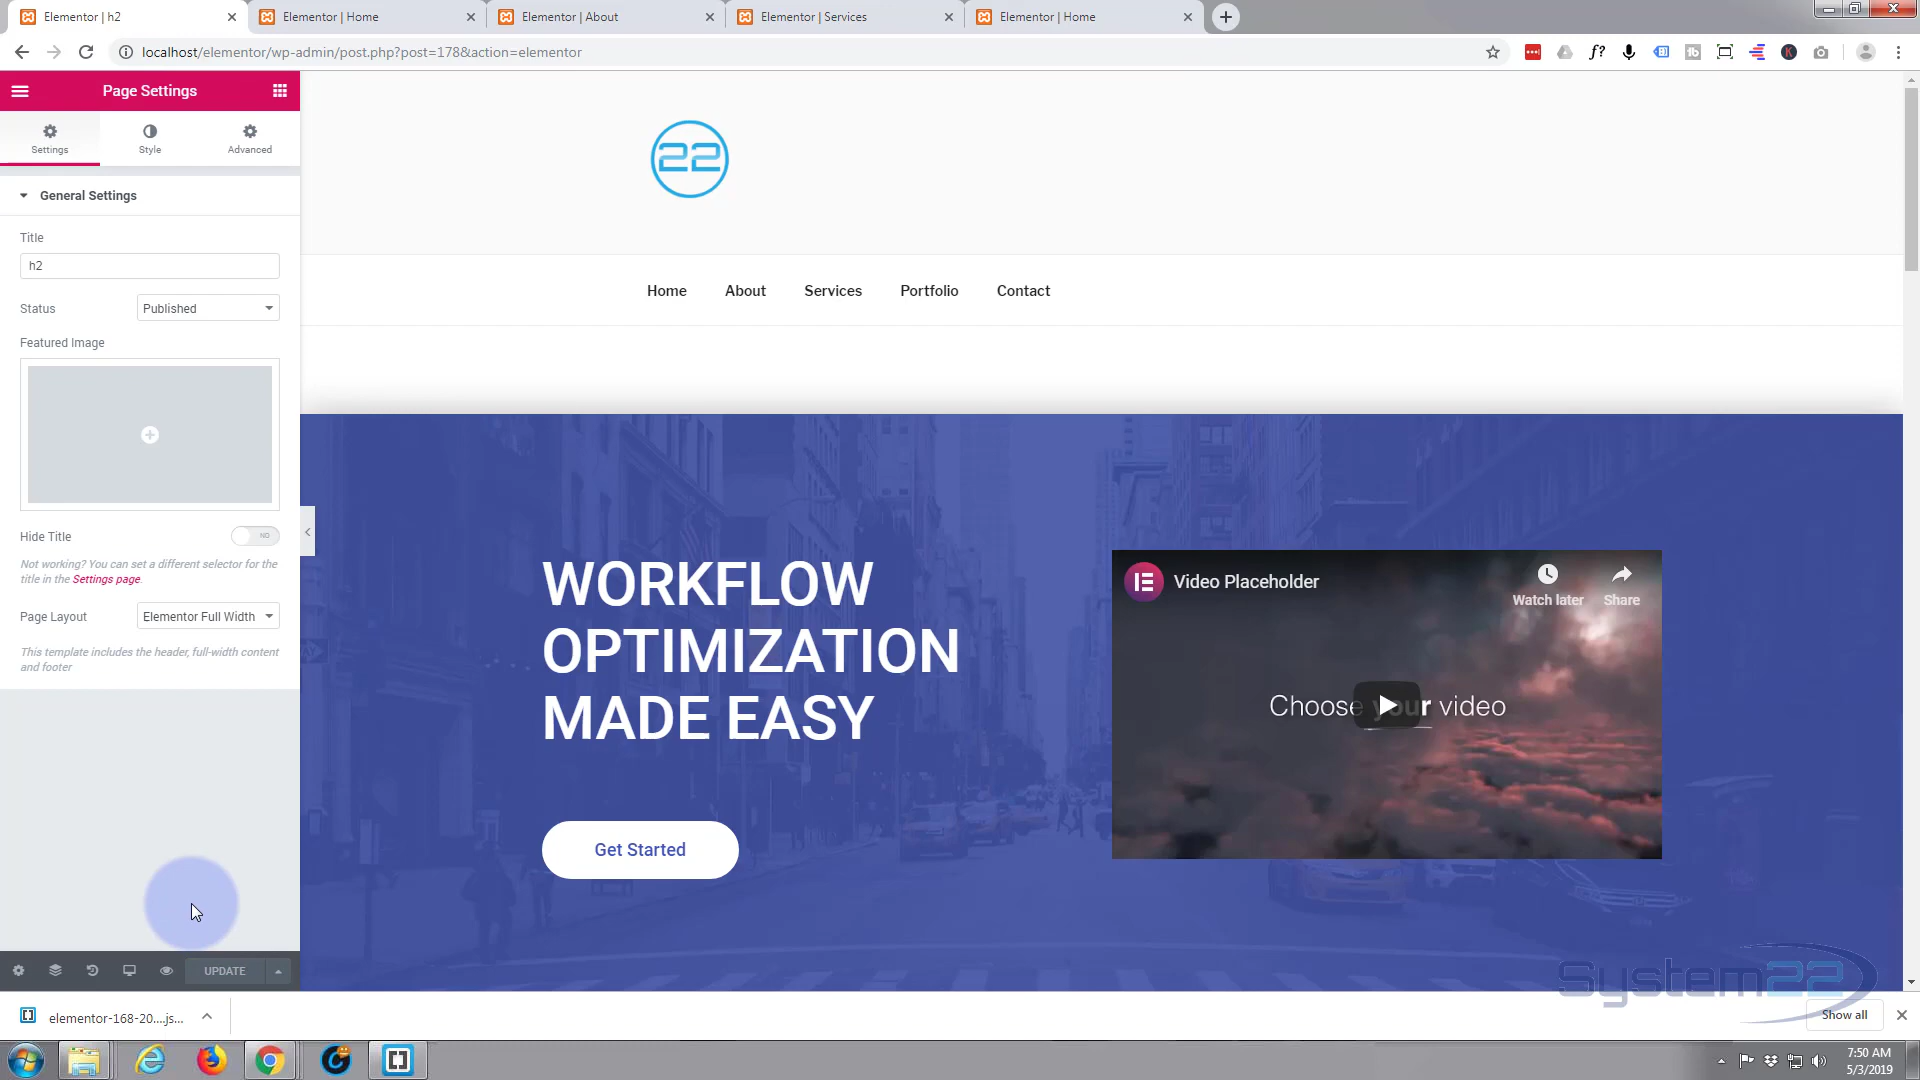 Elementor | h2
Elementor | Home
Elementor | About
Elementor | Services
Elementor | Home
localhost/elementor/wp-admin/post.php?post=178&action=elementor
f?
Page Settings
Settings
Style
Advanced
General Settings
Title
h2
Status
Published
Featured Image
Hide Title
NO
Not working? You can set a different selector for the
title in the Settings page.
Page Layout
Elementor Full Width
This template includes the header, full-width content
and footer
UPDATE
22
Home
About
Services
Portfolio
Contact
WORKFLOW
OPTIMIZATION
MADE EASY
Get Started
Video Placeholder
Watch later
Share
Choose your video
System22
elementor-168-20....js...
Show all
7:50 AM
5/3/2019